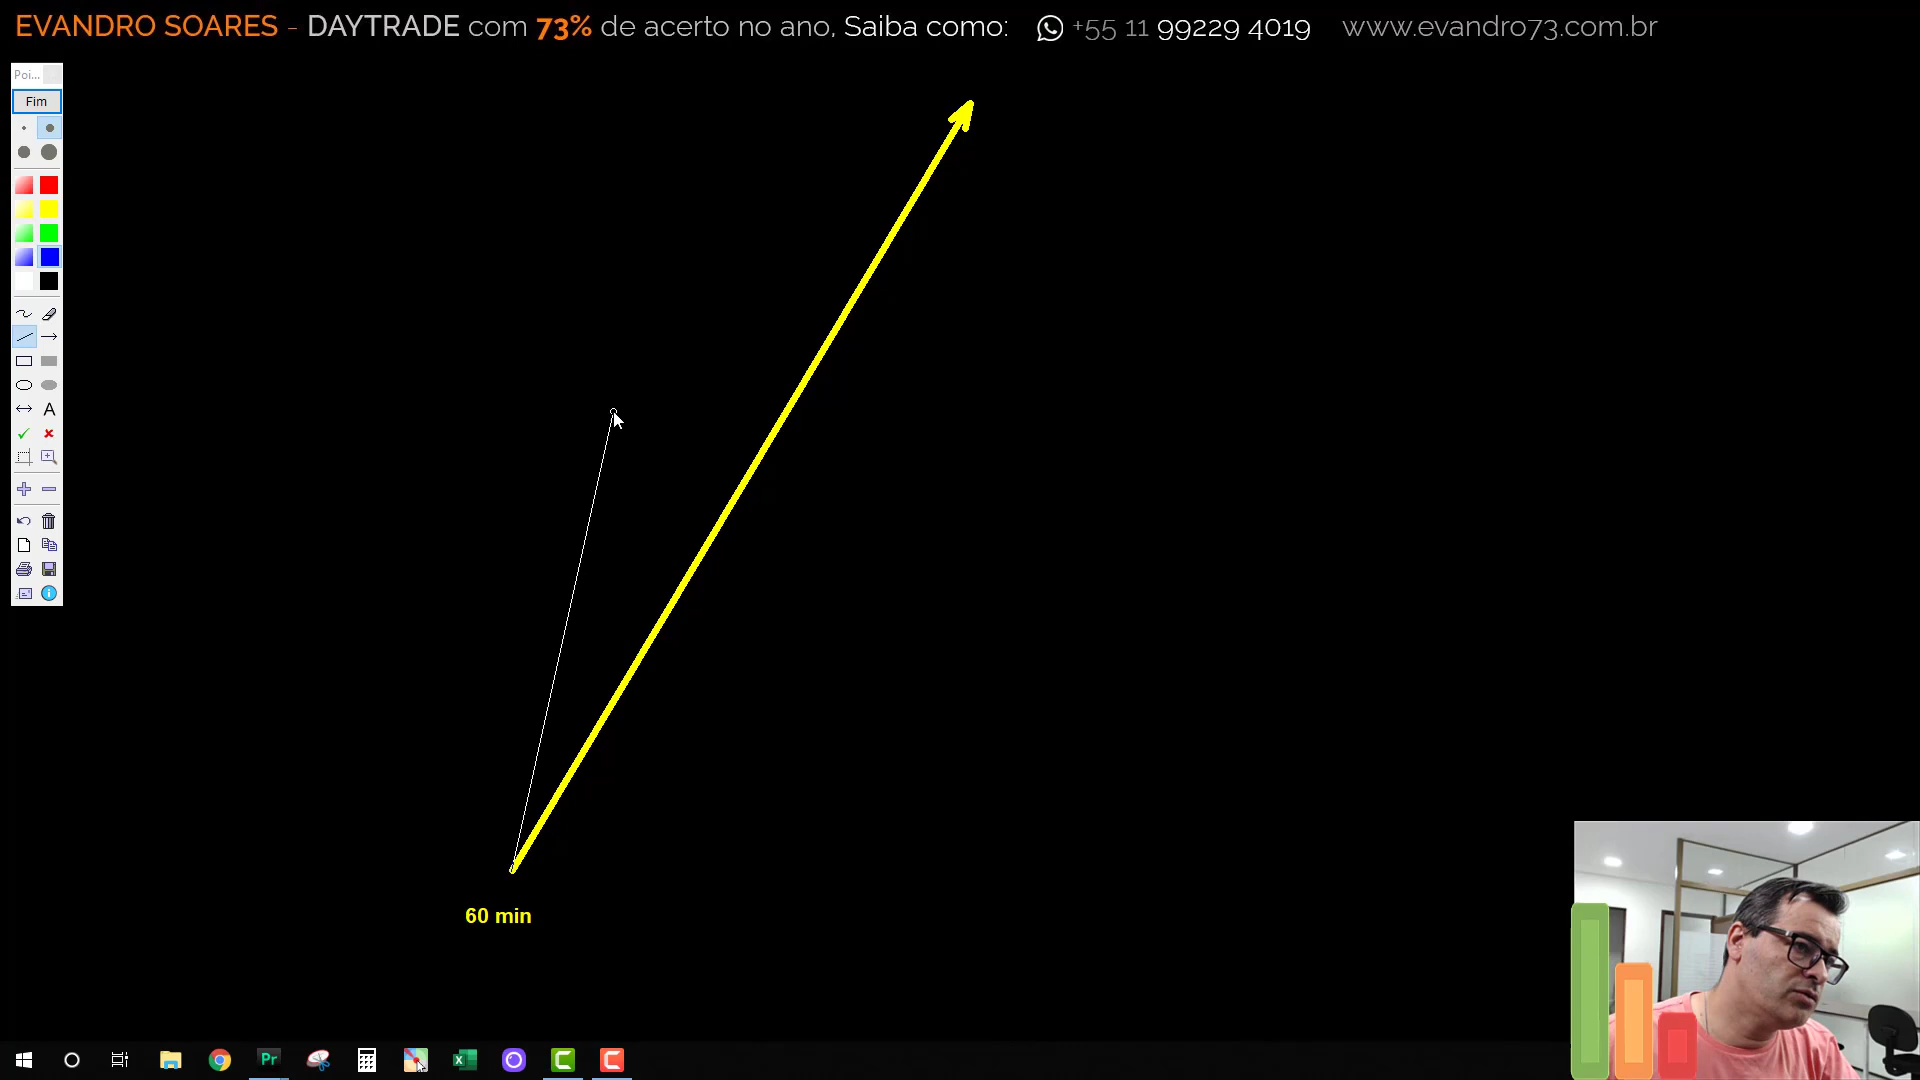 EVANDRO SOARES - DAYTRADE com 73% de acerto no ano, Saiba como: +55 11 99229 4019 www.evandro73.com.br
Poi...
Fim
A
60 min
Pr